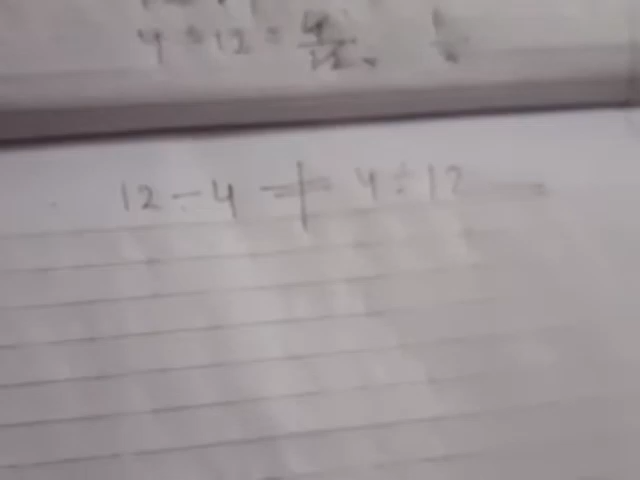 4 ÷ 12 = 4/12
12 ÷ 4 ≠ 4 ÷ 12